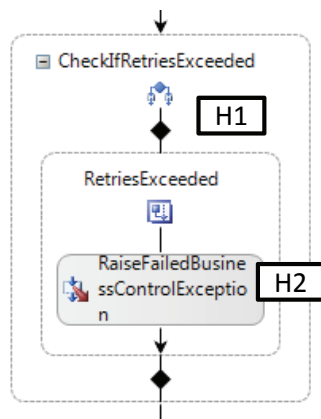 CheckIfRetriesExceeded
H1
RetriesExceeded
RaiseFailedBusine
ssControlExceptio
n
H2